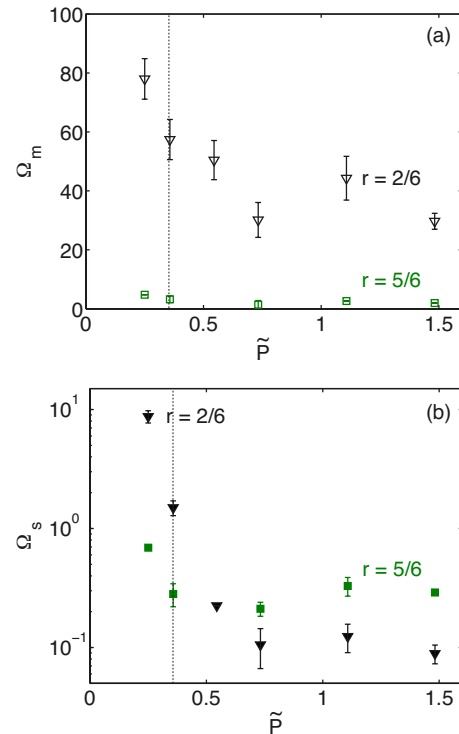 (a)
100
80
60
40
20
0
Ω_m
r = 2/6
r = 5/6
0 0.5 1 1.5
P̃
(b)
10^1
10^0
10^-1
Ω_s
r = 2/6
r = 5/6
0 0.5 1 1.5
P̃